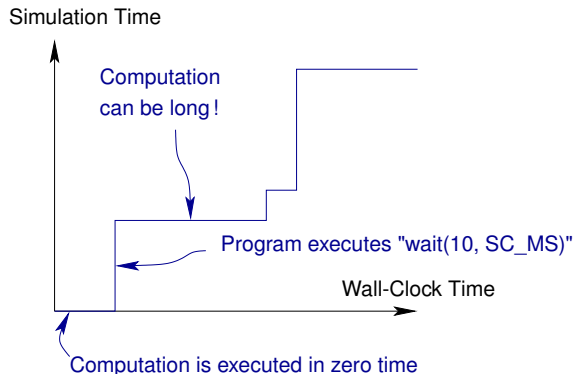 Simulation Time
Computation
can be long !
Program executes "wait(10, SC_MS)"
Wall-Clock Time
Computation is executed in zero time